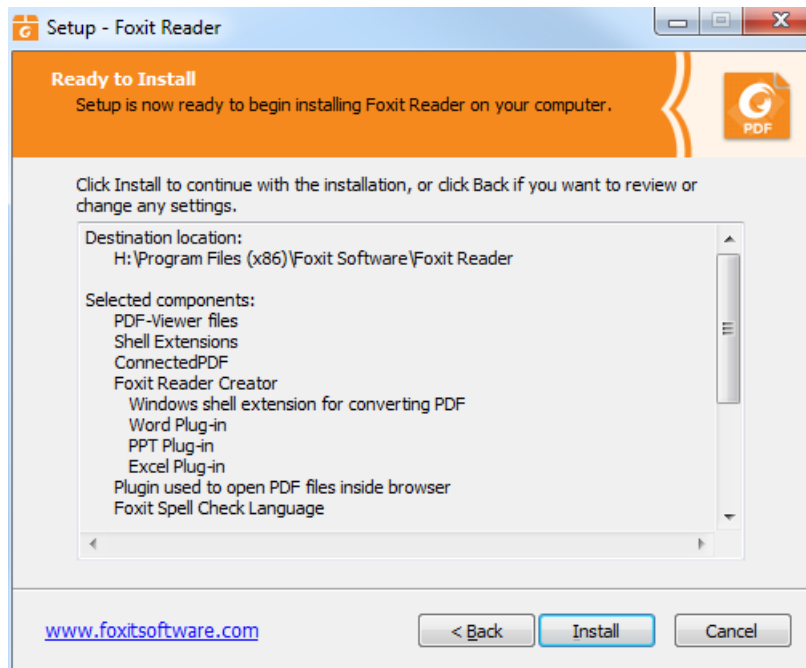 Setup - Foxit Reader
Ready to Install
Setup is now ready to begin installing Foxit Reader on your computer.
PDF
Click Install to continue with the installation, or click Back if you want to review or
change any settings.
Destination location:
H:\Program Files (x86)\Foxit Software\Foxit Reader
Selected components:
PDF-Viewer files
Shell Extensions
ConnectedPDF
Foxit Reader Creator
Windows shell extension for converting PDF
Word Plug-in
PPT Plug-in
Excel Plug-in
Plugin used to open PDF files inside browser
Foxit Spell Check Language
www.foxitsoftware.com
< Back
Install
Cancel